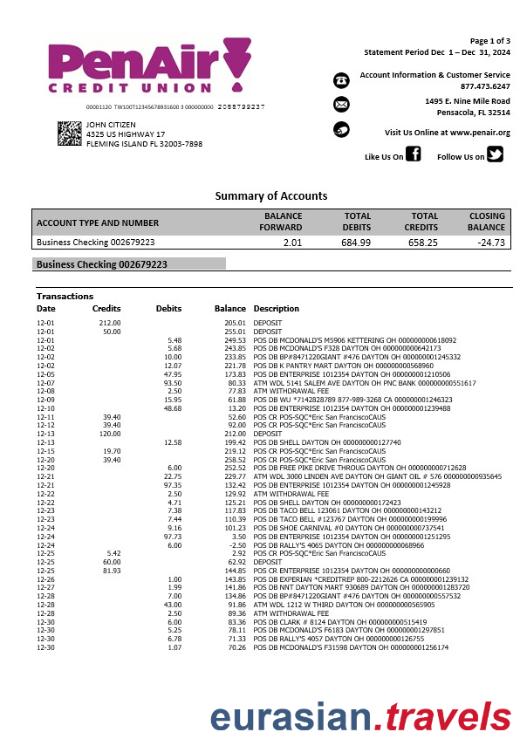 Page 1 of 3
Statement Period Dec 1 – Dec 31, 2024
PenAir
CREDIT UNION
Account Information & Customer Service
877.473.6247
1495 E. Nine Mile Road
Pensacola, FL 32514
Visit Us Online at www.penair.org
Like Us On Follow Us on
JOHN CITIZEN
4325 US HIGHWAY 17
FLEMING ISLAND FL 32003-7898
Summary of Accounts
ACCOUNT TYPE AND NUMBER BALANCE FORWARD TOTAL DEBITS TOTAL CREDITS CLOSING BALANCE
Business Checking 002679223 2.01 684.99 658.25 -24.73
Business Checking 002679223
Transactions
Date Credits Debits Balance Description
12-01 212.00 205.01 DEPOSIT
12-01 50.00 255.01 DEPOSIT
12-01 5.48 249.53 POS DB MCDONALD'S M5906 KETTERING OH 000000000618092
12-02 5.68 243.85 POS DB MCDONALD'S F328 DAYTON OH 000000000642173
12-02 10.00 233.85 POS DB BP#8471220GIANT #476 DAYTON OH 000000001245332
12-02 12.07 221.78 POS DB K PANTRY MART DAYTON OH 000000000568960
12-05 47.95 173.83 POS DB ENTERPRISE 1012354 DAYTON OH 000000001210506
12-07 93.50 80.33 ATM WDL 5141 SALEM AVE DAYTON OH PNC BANK 000000000551617
12-08 2.50 77.83 ATM WITHDRAWAL FEE
12-09 15.95 61.88 POS DB WU *7142828789 877-989-3268 CA 000000001246323
12-10 48.68 13.20 POS DB ENTERPRISE 1012354 DAYTON OH 000000001239488
12-11 39.40 52.60 POS CR POS-SQC*Eric San FranciscoCAUS
12-12 39.40 92.00 POS CR POS-SQC*Eric San FranciscoCAUS
12-13 120.00 212.00 DEPOSIT
12-13 12.58 199.42 POS DB SHELL DAYTON OH 000000000127740
12-15 19.70 219.12 POS CR POS-SQC*Eric San FranciscoCAUS
12-20 39.40 258.52 POS CR POS-SQC*Eric San FranciscoCAUS
12-20 6.00 252.52 POS DB FREE PIKE DRIVE THROUG DAYTON OH 000000000712628
12-21 22.75 229.77 ATM WDL 3000 LINDEN AVE DAYTON OH GIANT OIL # 576 000000000935645
12-21 97.35 132.42 POS DB ENTERPRISE 1012354 DAYTON OH 000000001245928
12-22 2.50 129.92 ATM WITHDRAWAL FEE
12-22 4.71 125.21 POS DB SHELL DAYTON OH 000000000172423
12-23 7.38 117.83 POS DB TACO BELL 123061 DAYTON OH 000000000143212
12-23 7.44 110.39 POS DB TACO BELL #123767 DAYTON OH 000000000199996
12-24 9.16 101.23 POS DB SHOE CARNIVAL #0 DAYTON OH 000000000737541
12-24 97.73 3.50 POS DB ENTERPRISE 1012354 DAYTON OH 000000001251295
12-24 6.00 -2.50 POS DB RALLY'S 4065 DAYTON OH 000000000068966
12-25 5.42 2.92 POS CR POS-SQC*Eric San FranciscoCAUS
12-25 60.00 62.92 DEPOSIT
12-25 81.93 144.85 POS CR ENTERPRISE 1012354 DAYTON OH 000000000000660
12-26 1.00 143.85 POS DB EXPERIAN *CREDITREP 800-2212626 CA 000000001239132
12-27 1.99 141.86 POS DB NNT DAYTON MART 930689 DAYTON OH 000000001283720
12-28 7.00 134.86 POS DB BP#8471220GIANT #476 DAYTON OH 000000000557532
12-28 43.00 91.86 ATM WDL 1212 W THIRD DAYTON OH 000000000565905
12-28 2.50 89.36 ATM WITHDRAWAL FEE
12-30 6.00 83.36 POS DB CLARK # 8124 DAYTON OH 000000000515419
12-30 5.25 78.11 POS DB MCDONALD'S F6183 DAYTON OH 000000001297851
12-30 6.78 71.33 POS DB RALLY'S 4057 DAYTON OH 000000000126755
12-30 1.07 70.26 POS DB MCDONALD'S F31598 DAYTON OH 000000001256174
eurasian.travels